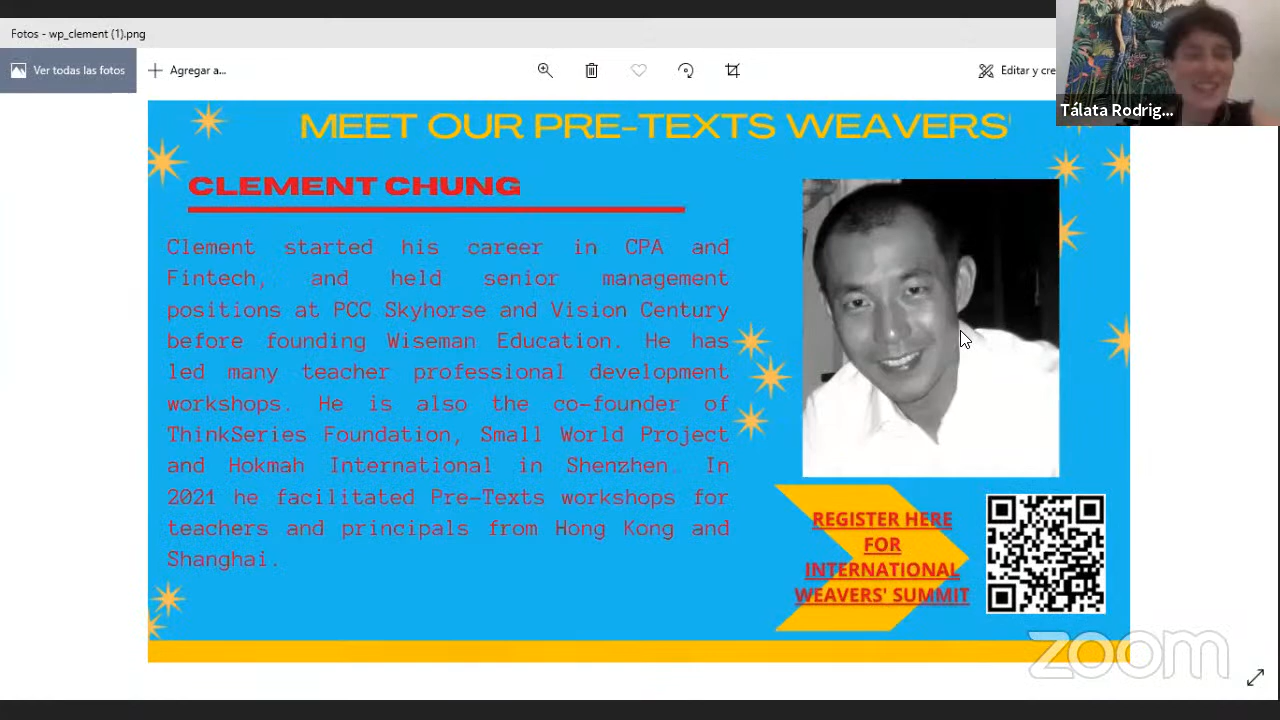 Fotos - wp_clement (1).png
Ver todas las fotos
Agregar a...
Editar y cre
Tálata Rodrig...
MEET OUR PRE-TEXTS WEAVERS'
CLEMENT CHUNG
Clement started his career in CPA and
Fintech, and held senior management
positions at PCC Skyhorse and Vision Century
before founding Wiseman Education. He has
led many teacher professional development
workshops. He is also the co-founder of
ThinkSeries Foundation, Small World Project
and Hokmah International in Shenzhen. In
2021 he facilitated Pre-Texts workshops for
teachers and principals from Hong Kong and
Shanghai.
REGISTER HERE
FOR
INTERNATIONAL
WEAVERS' SUMMIT
zoom